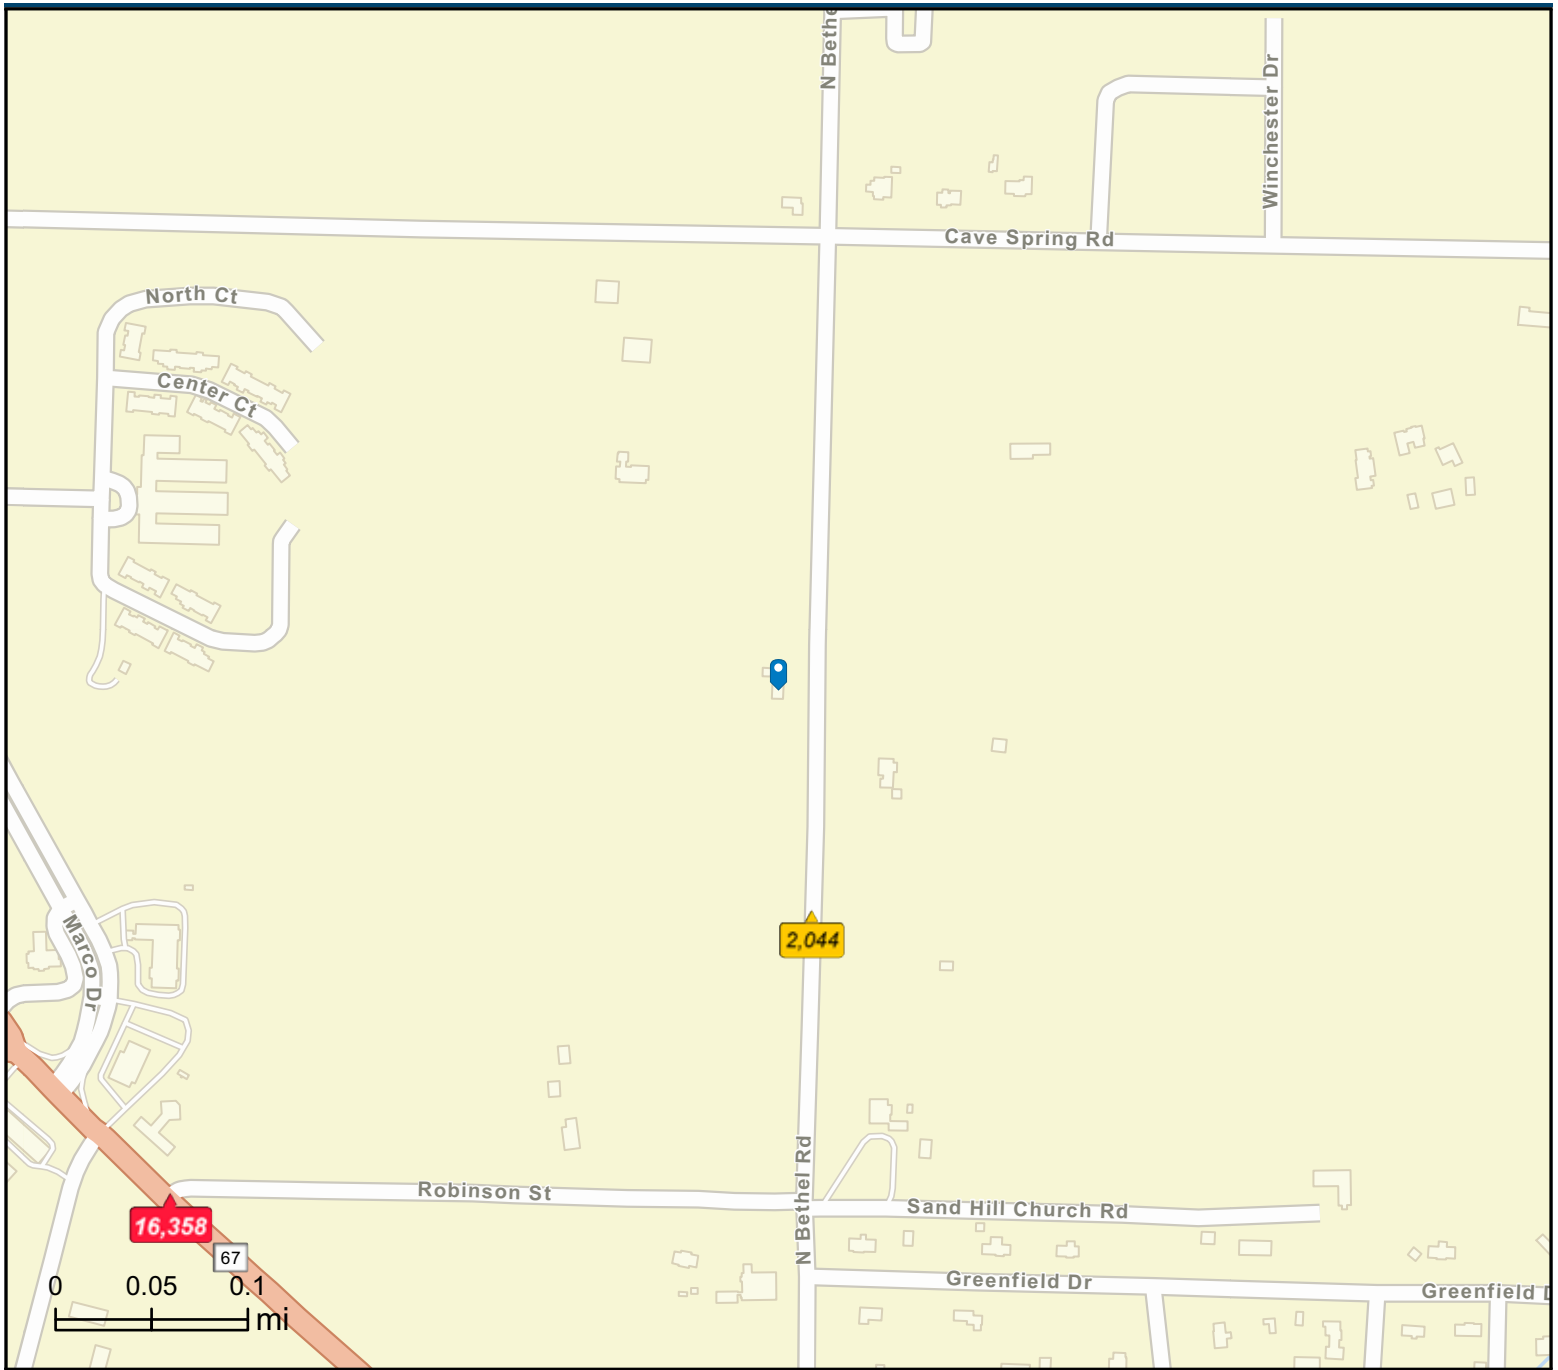 N Bethe
Winchester Dr
Cave Spring Rd
North Ct
Center Ct
Marco Dr
2,044
N Bethel Rd
Robinson St
Sand Hill Church Rd
16,358
67
Greenfield Dr
Greenfield D
0 0.05 0.1
mi